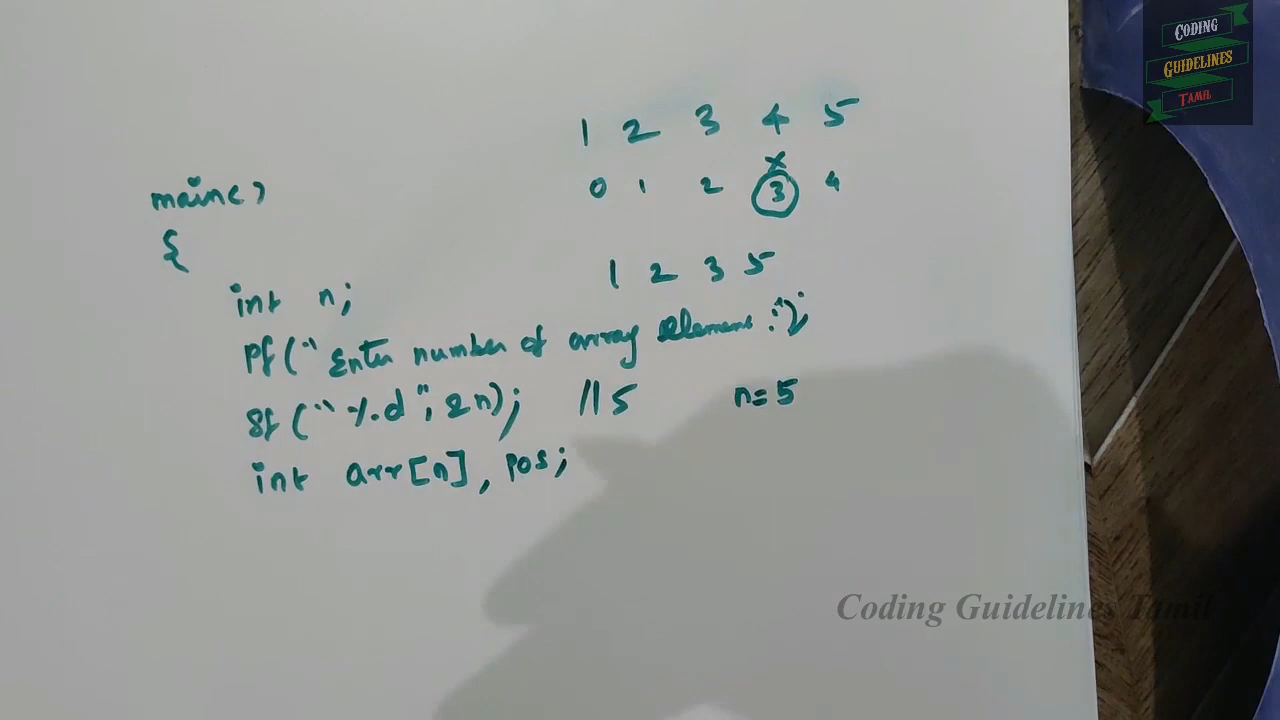 CODING
GUIDELINES
TAMIL
1 2 3 4 5
x
0 1 2 3 4
main()
{
1 2 3 5
int n;
Pf("Enter number of array element:");
sf("%d", &n); //5 n=5
int arr[n], pos;
Coding Guidelines Tamil